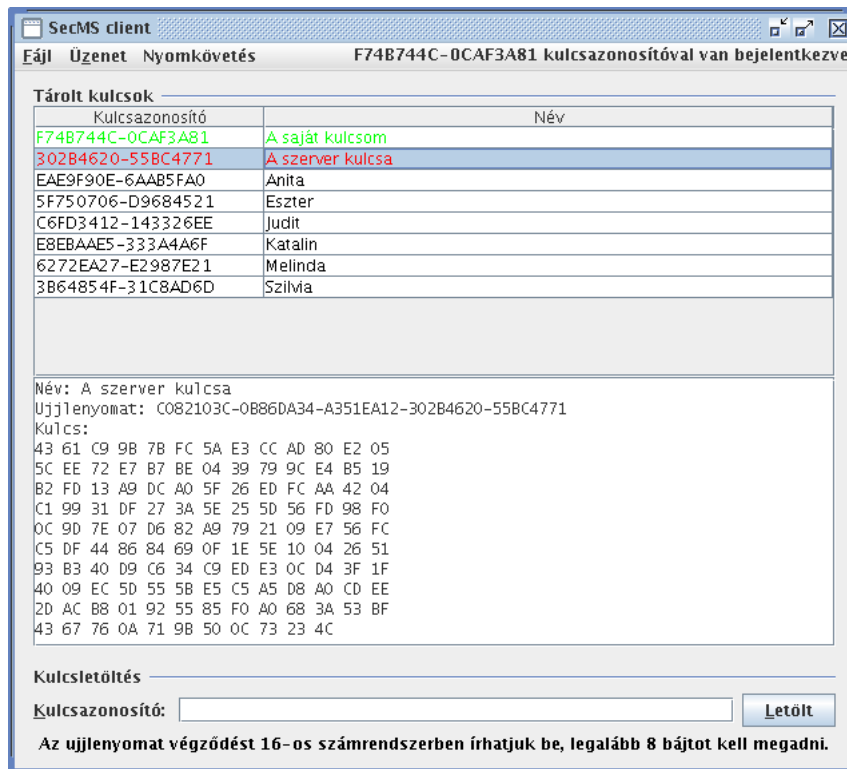 SecMS client
Fájl Üzenet Nyomkövetés F74B744C-0CAF3A81 kulcsazonosítóval van bejelentkezve
Tárolt kulcsok
Kulcsazonosító Név
F74B744C-0CAF3A81 A saját kulcsom
302B4620-55BC4771 A szerver kulcsa
EAE9F90E-6AAB5FA0 Anita
5F750706-D9684521 Eszter
C6FD3412-143326EE Judit
E8EBAAE5-333A4A6F Katalin
6272EA27-E2987E21 Melinda
3B64854F-31C8AD6D Szilvia
Név: A szerver kulcsa
Ujjlenyomat: C082103C-0B86DA34-A351EA12-302B4620-55BC4771
Kulcs:
43 61 C9 9B 7B FC 5A E3 CC AD 80 E2 05
5C EE 72 E7 B7 BE 04 39 79 9C E4 B5 19
B2 FD 13 A9 DC A0 5F 26 ED FC AA 42 04
C1 99 31 DF 27 3A 5E 25 5D 56 FD 98 F0
0C 9D 7E 07 D6 82 A9 79 21 09 E7 56 FC
C5 DF 44 86 84 69 0F 1E 5E 10 04 26 51
93 B3 40 D9 C6 34 C9 ED E3 0C D4 3F 1F
40 09 EC 5D 55 5B E5 C5 A5 D8 A0 CD EE
2D AC B8 01 92 55 85 F0 A0 68 3A 53 BF
43 67 76 0A 71 9B 50 0C 73 23 4C
Kulcsletöltés
Kulcsazonosító: Letölt
Az ujjlenyomat végződést 16-os számrendszerben írhatjuk be, legalább 8 bájtot kell megadni.